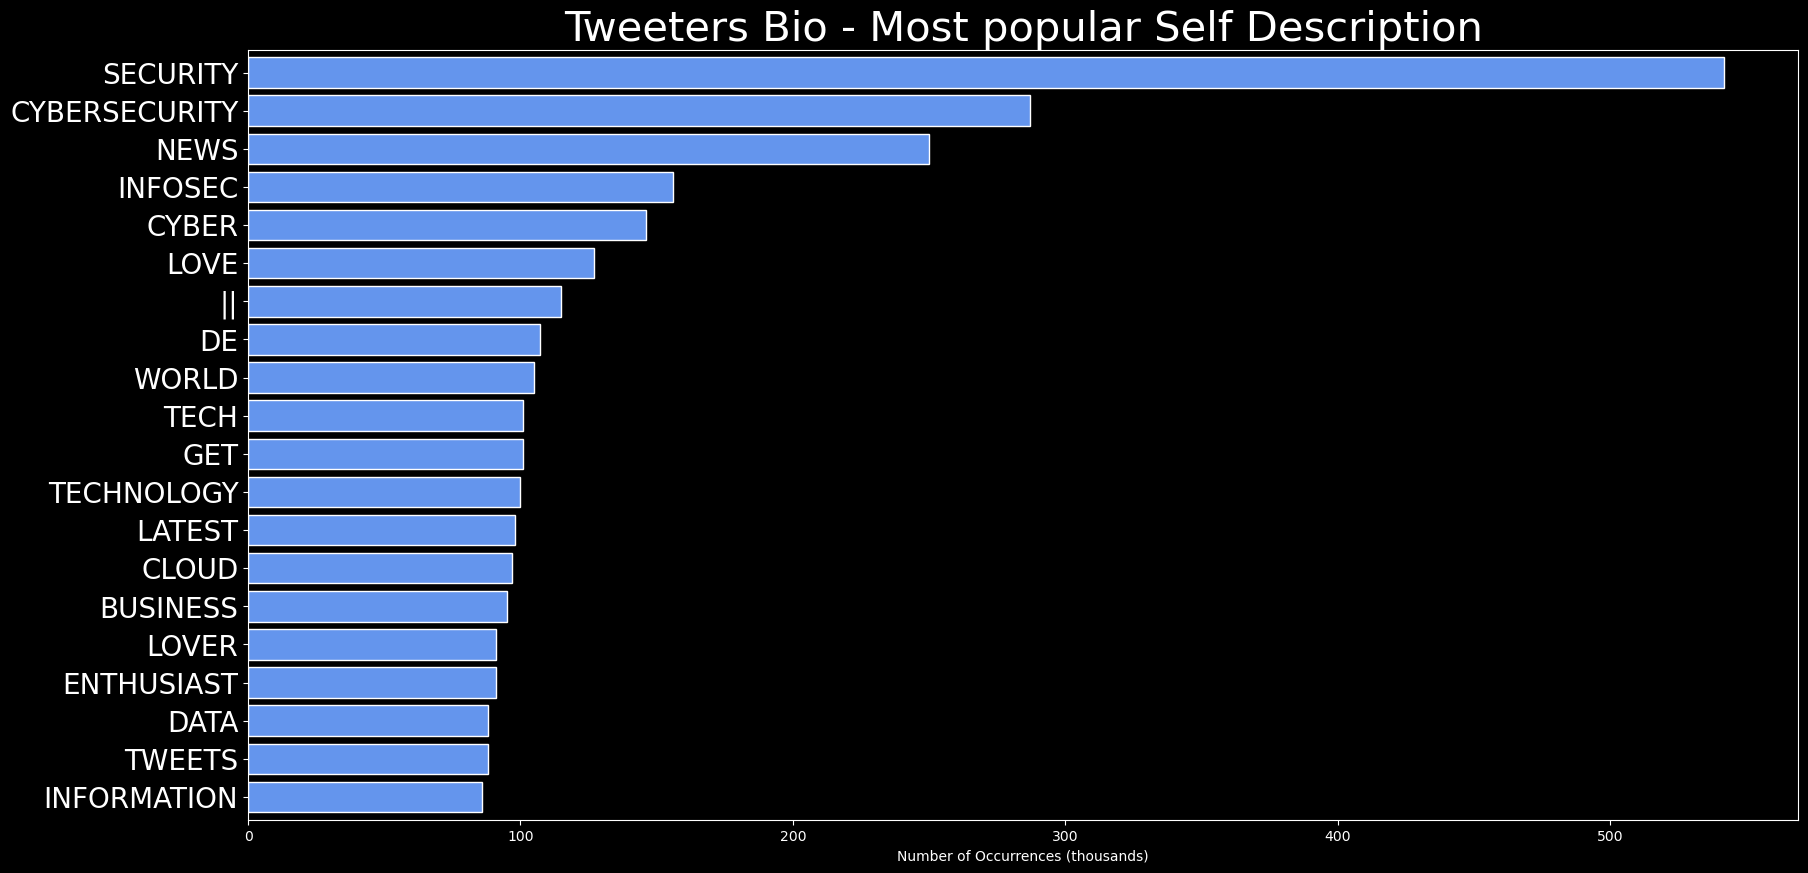 Tweeters Bio - Most popular Self Description
SECURITY
CYBERSECURITY
NEWS
INFOSEC
CYBER
LOVE
||
DE
WORLD
TECH
GET
TECHNOLOGY
LATEST
CLOUD
BUSINESS
LOVER
ENTHUSIAST
DATA
TWEETS
INFORMATION
0 100 200 300 400 500
Number of Occurrences (thousands)